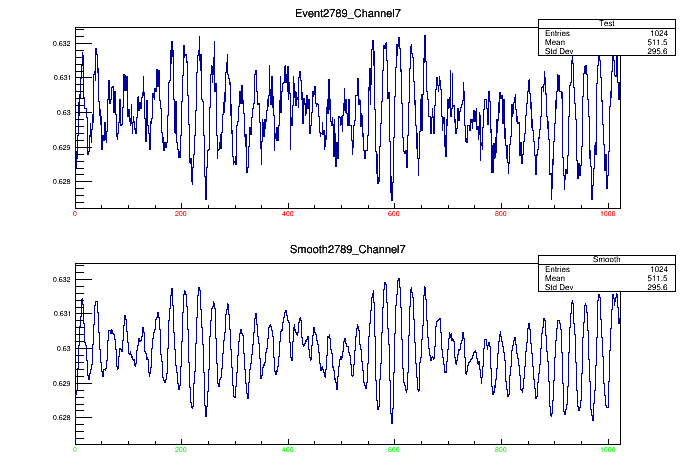 Event2789_Channel7
Test
Entries 1024
Mean 511.5
Std Dev 295.6
0.632
0.631
0.63
0.629
0.628
0 200 400 600 800 1000
Smooth2789_Channel7
Smooth
Entries 1024
Mean 511.5
Std Dev 295.6
0.632
0.631
0.63
0.629
0.628
0 200 400 600 800 1000